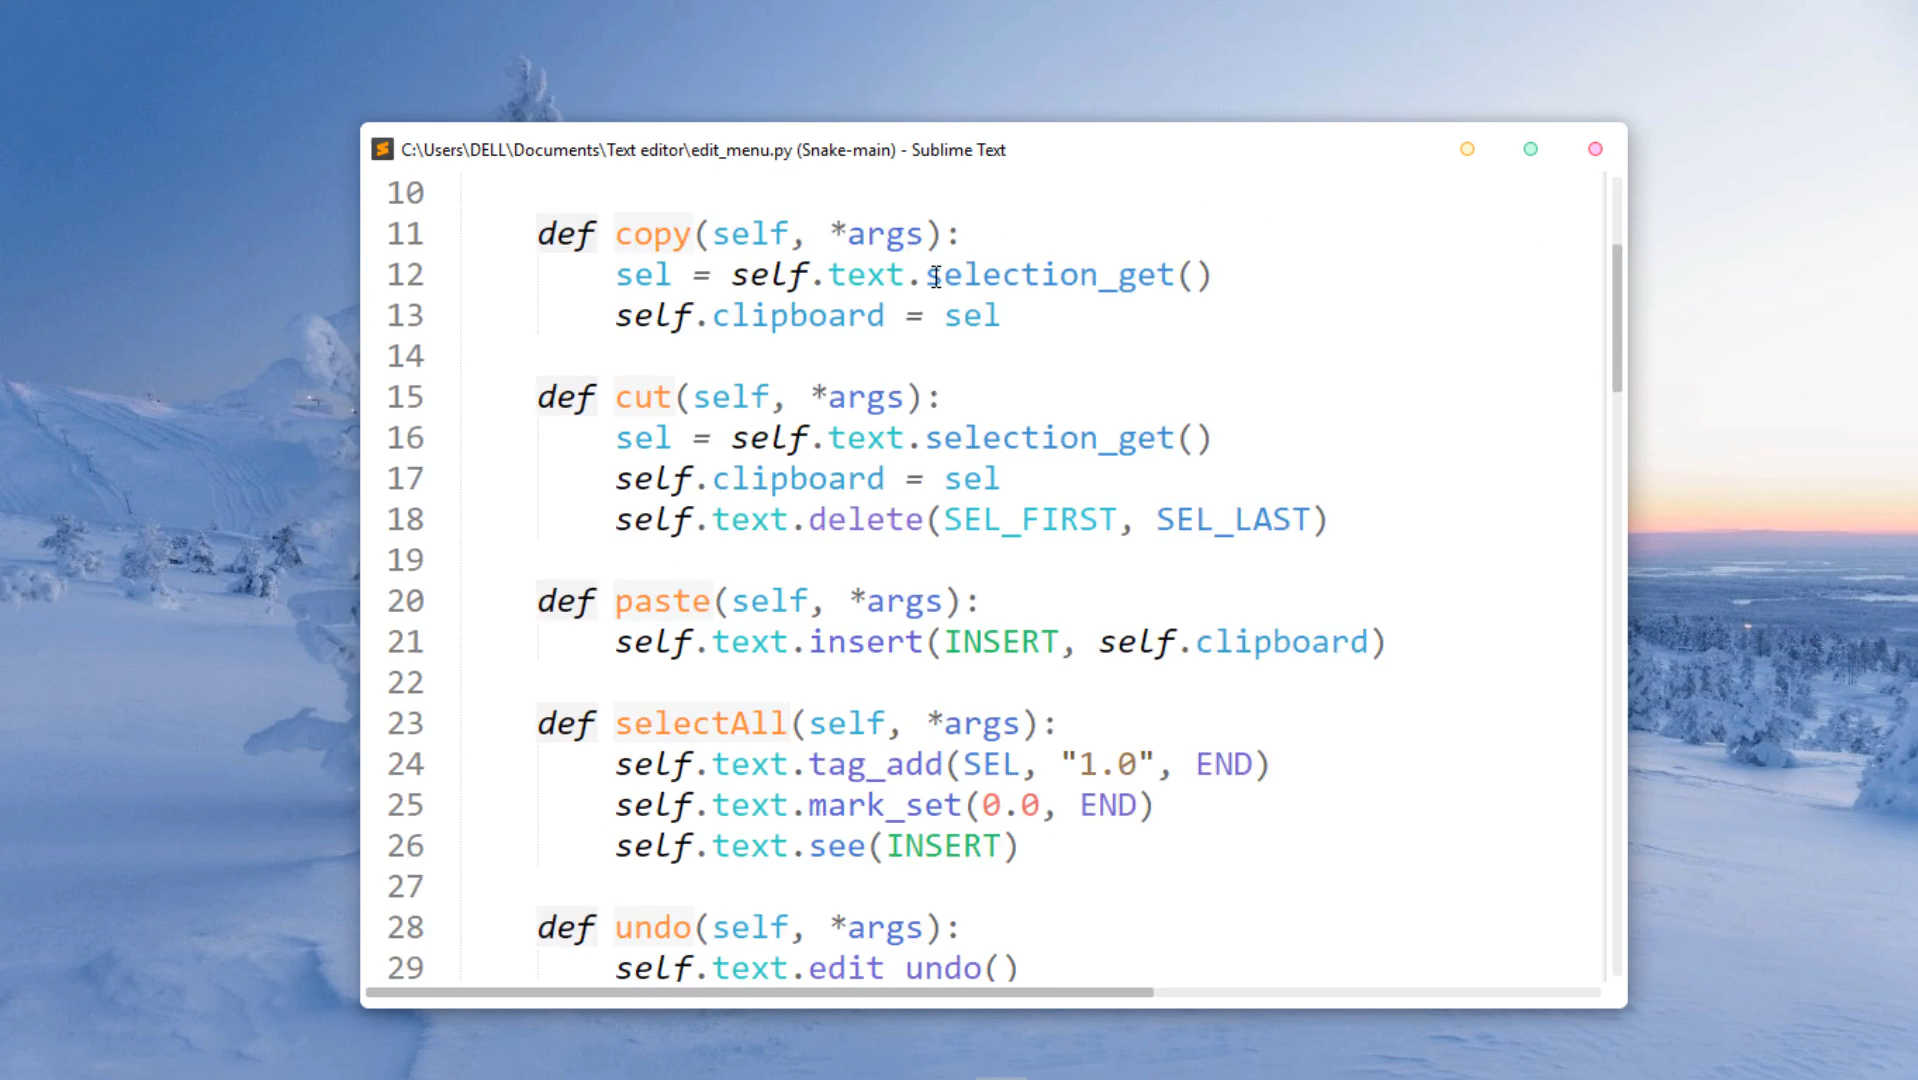 C:\Users\DELL\Documents\Text editor\edit_menu.py (Snake-main) - Sublime Text
10
11 def copy(self, *args):
12 sel = self.text.selection_get()
13 self.clipboard = sel
14
15 def cut(self, *args):
16 sel = self.text.selection_get()
17 self.clipboard = sel
18 self.text.delete(SEL_FIRST, SEL_LAST)
19
20 def paste(self, *args):
21 self.text.insert(INSERT, self.clipboard)
22
23 def selectAll(self, *args):
24 self.text.tag_add(SEL, "1.0", END)
25 self.text.mark_set(0.0, END)
26 self.text.see(INSERT)
27
28 def undo(self, *args):
29 self.text.edit_undo()